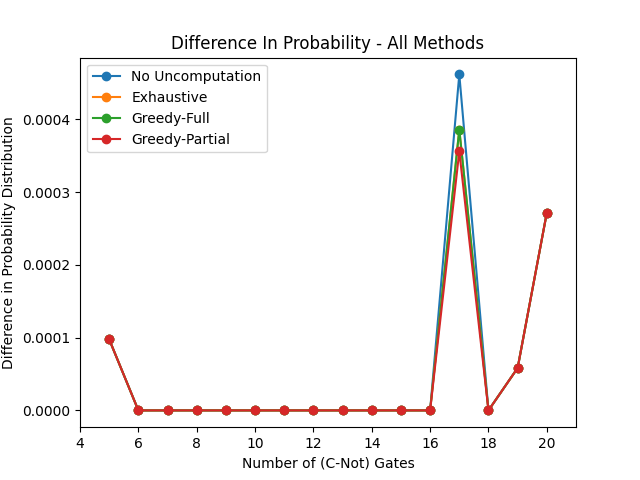 Difference In Probability - All Methods
No Uncomputation
Exhaustive
Greedy-Full
Greedy-Partial
Difference in Probability Distribution
0.0004
0.0003
0.0002
0.0001
0.0000
4 6 8 10 12 14 16 18 20
Number of (C-Not) Gates